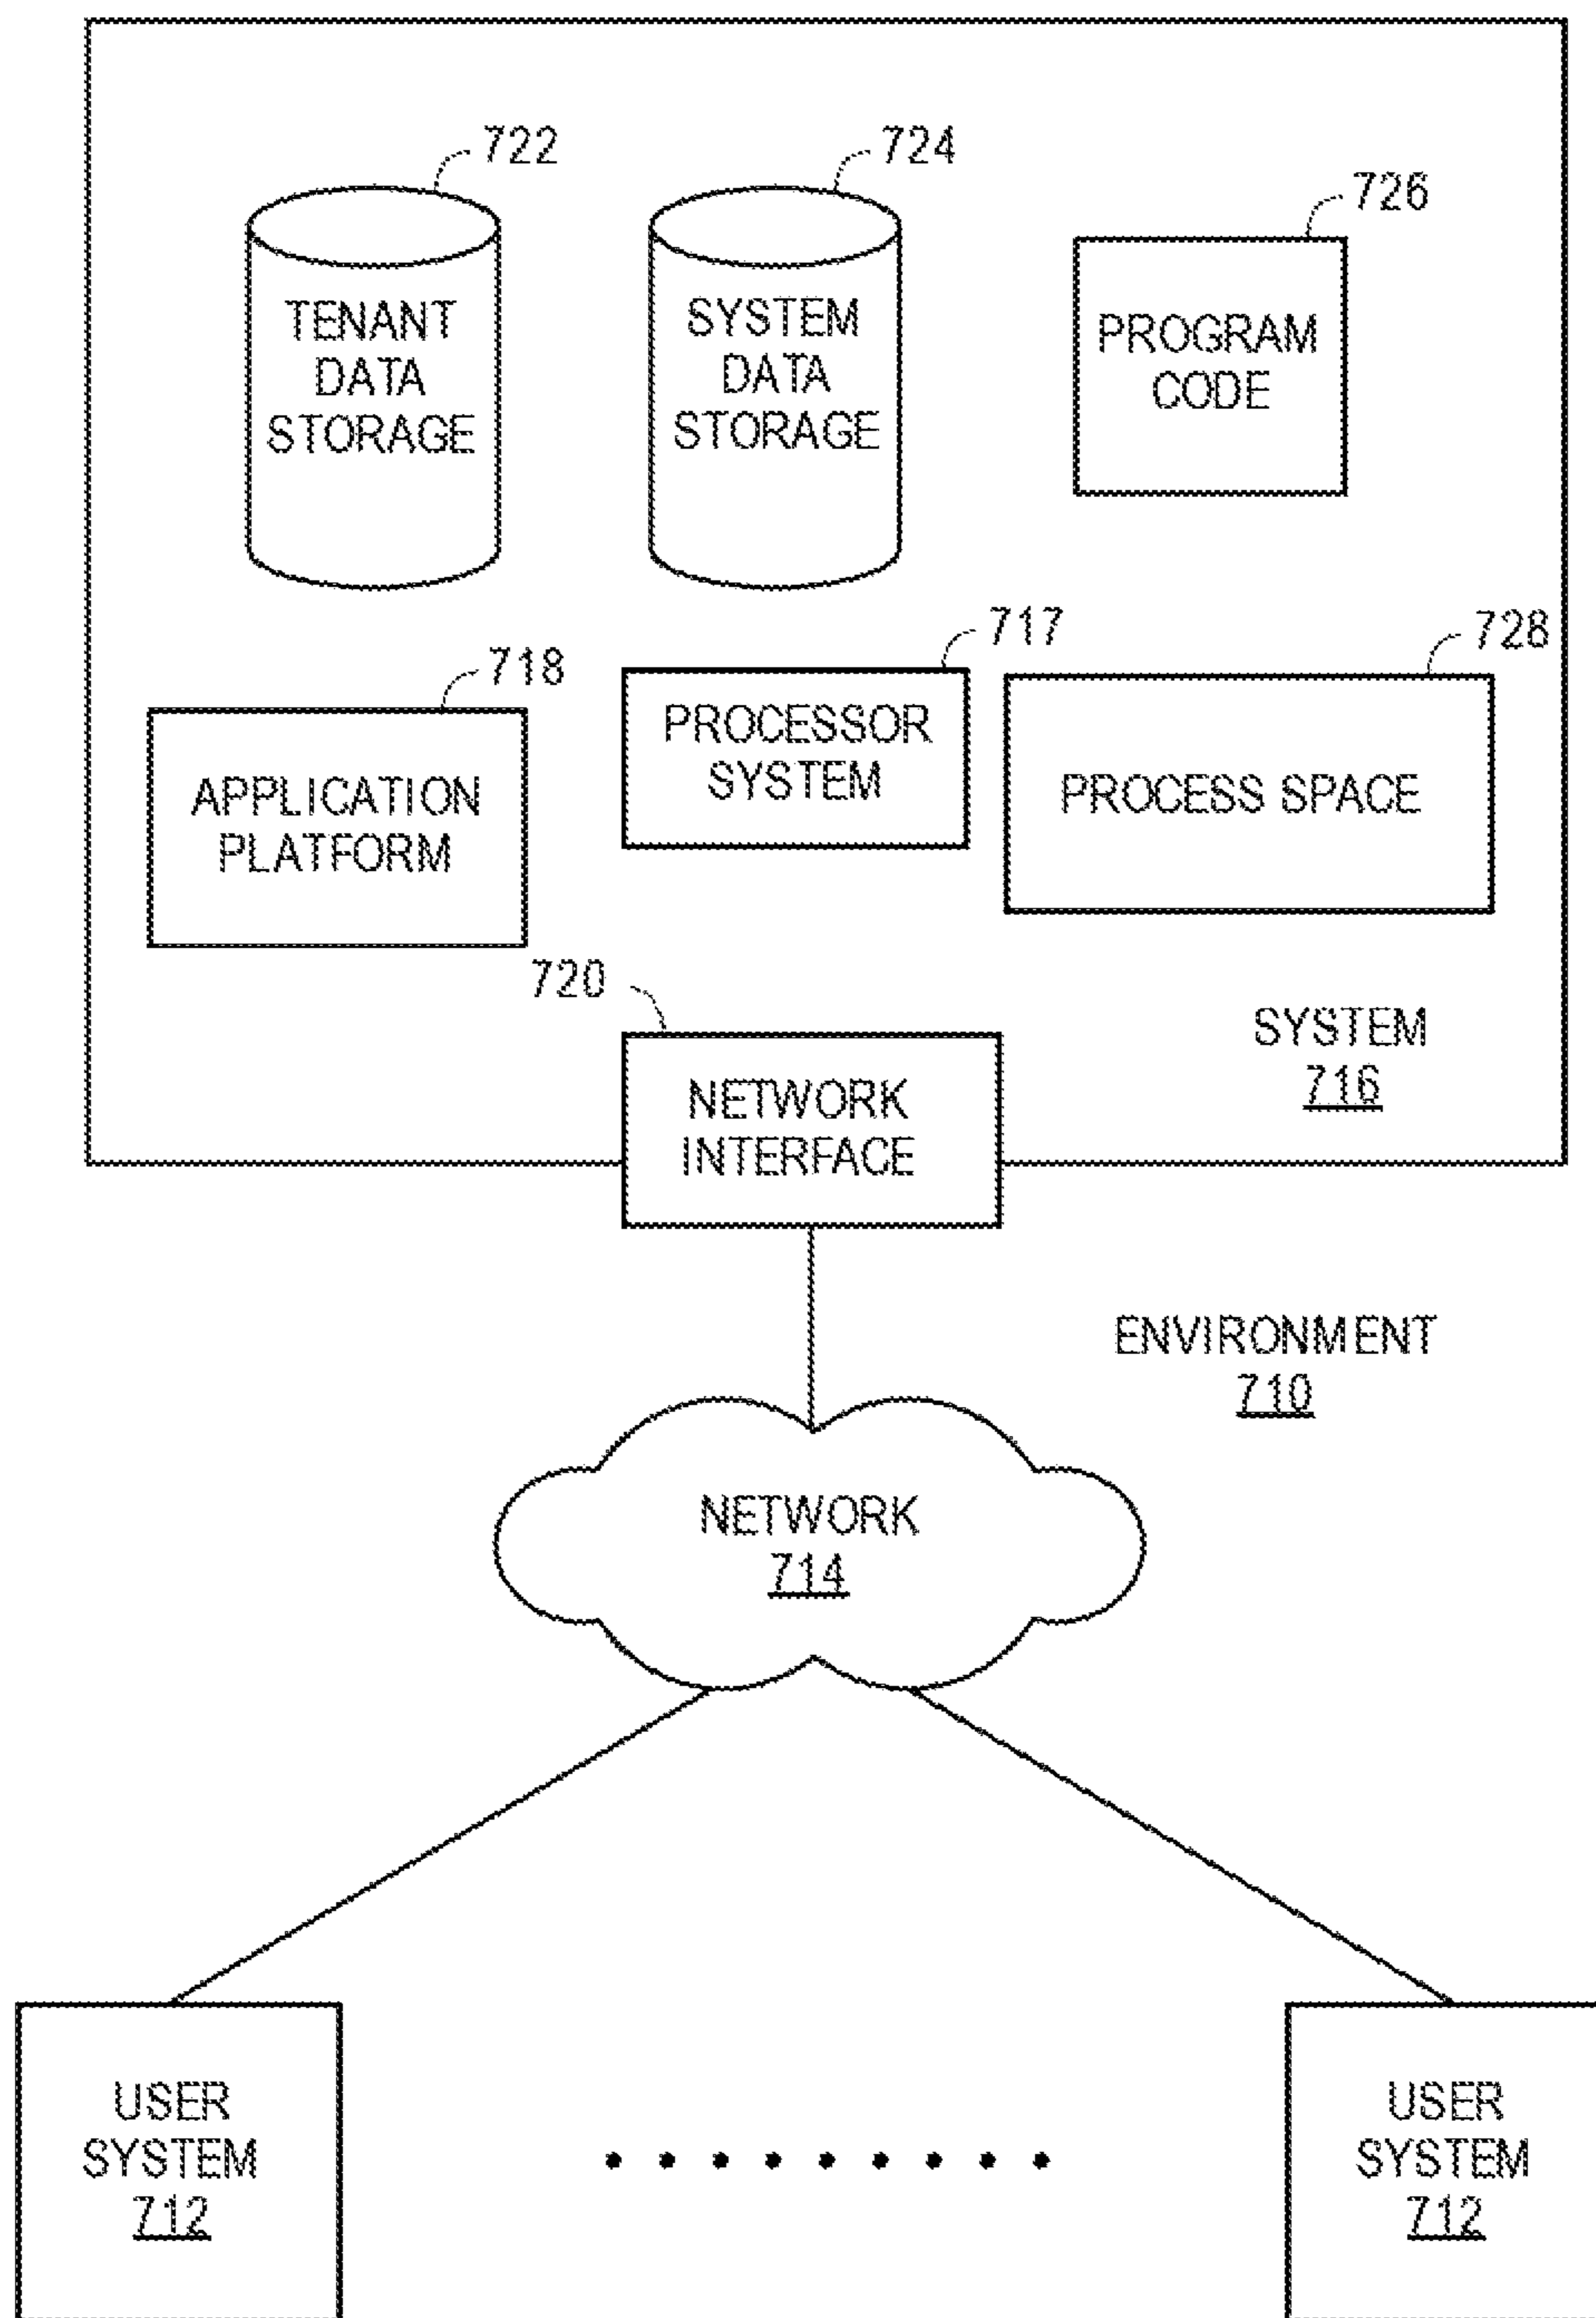 722
724
726
TENANT
DATA
STORAGE
SYSTEM
DATA
STORAGE
PROGRAM
CODE
718
717
728
APPLICATION
PLATFORM
PROCESSOR
SYSTEM
PROCESS SPACE
720
NETWORK
INTERFACE
SYSTEM
716
ENVIRONMENT
710
NETWORK
714
USER
SYSTEM
712
USER
SYSTEM
712